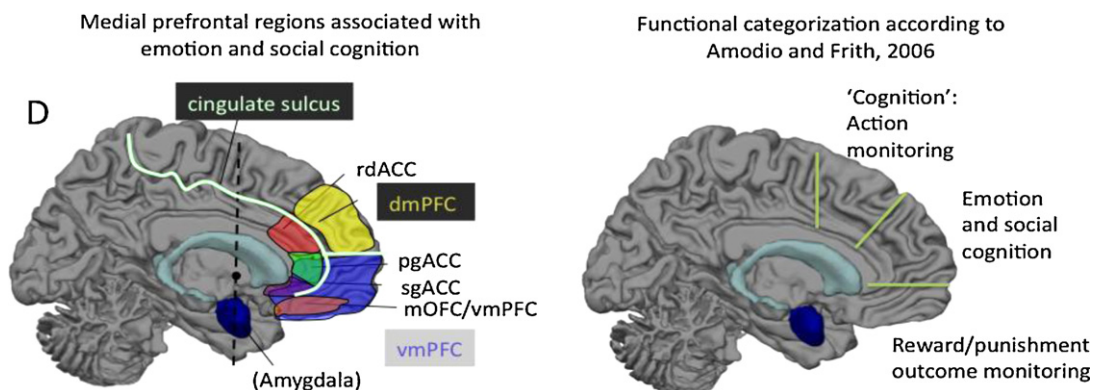 Medial prefrontal regions associated with
emotion and social cognition
D
cingulate sulcus
rdACC
dmPFC
pgACC
sgACC
mOFC/vmPFC
vmPFC
(Amygdala)
Functional categorization according to
Amodio and Frith, 2006
‘Cognition’:
Action
monitoring
Emotion
and social
cognition
Reward/punishment
outcome monitoring